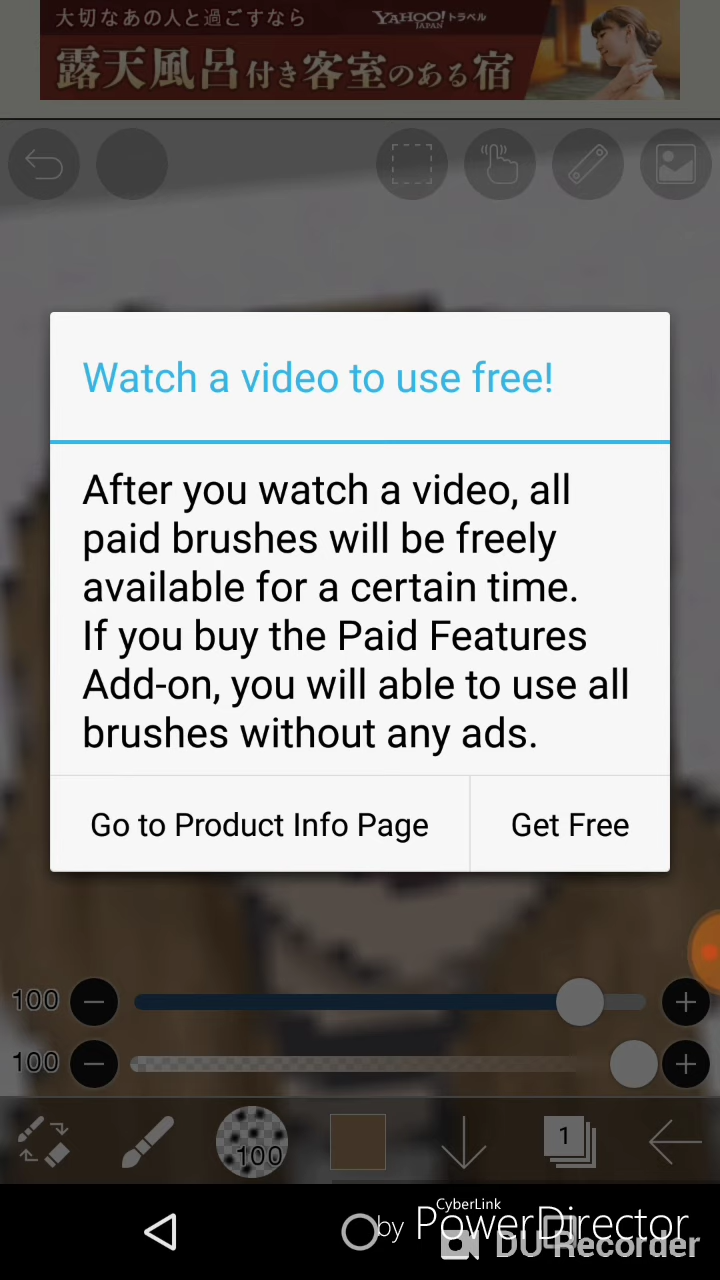 大切なあの人と過ごすなら
YAHOO! トラベル
JAPAN
露天風呂付き客室のある宿
Watch a video to use free!
After you watch a video, all
paid brushes will be freely
available for a certain time.
If you buy the Paid Features
Add-on, you will able to use all
brushes without any ads.
Go to Product Info Page
Get Free
100
100
100
1
CyberLink
by PowerDirector
DU Recorder